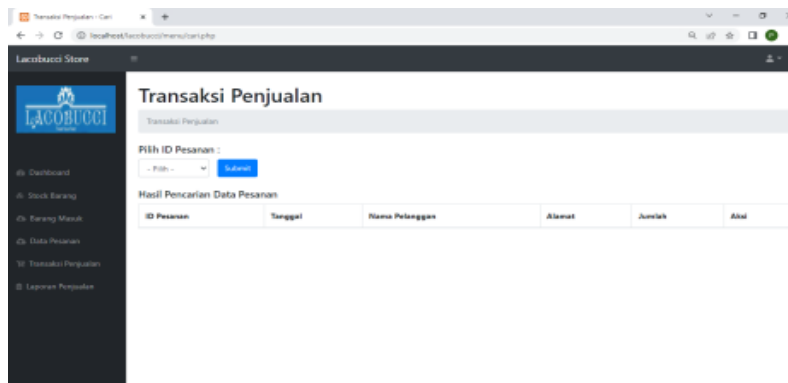 Transaksi Penjualan - Cari
localhost/lacobucci/menu/cari.php
Lacobucci Store
LACOBUCCI
Transaksi Penjualan
Transaksi Penjualan
Pilih ID Pesanan :
-- Pilih --
Submit
Hasil Pencarian Data Pesanan
ID Pesanan Tanggal Nama Pelanggan Alamat Jumlah Aksi
Dashboard
Stock Barang
Barang Masuk
Data Pesanan
Transaksi Penjualan
Laporan Penjualan